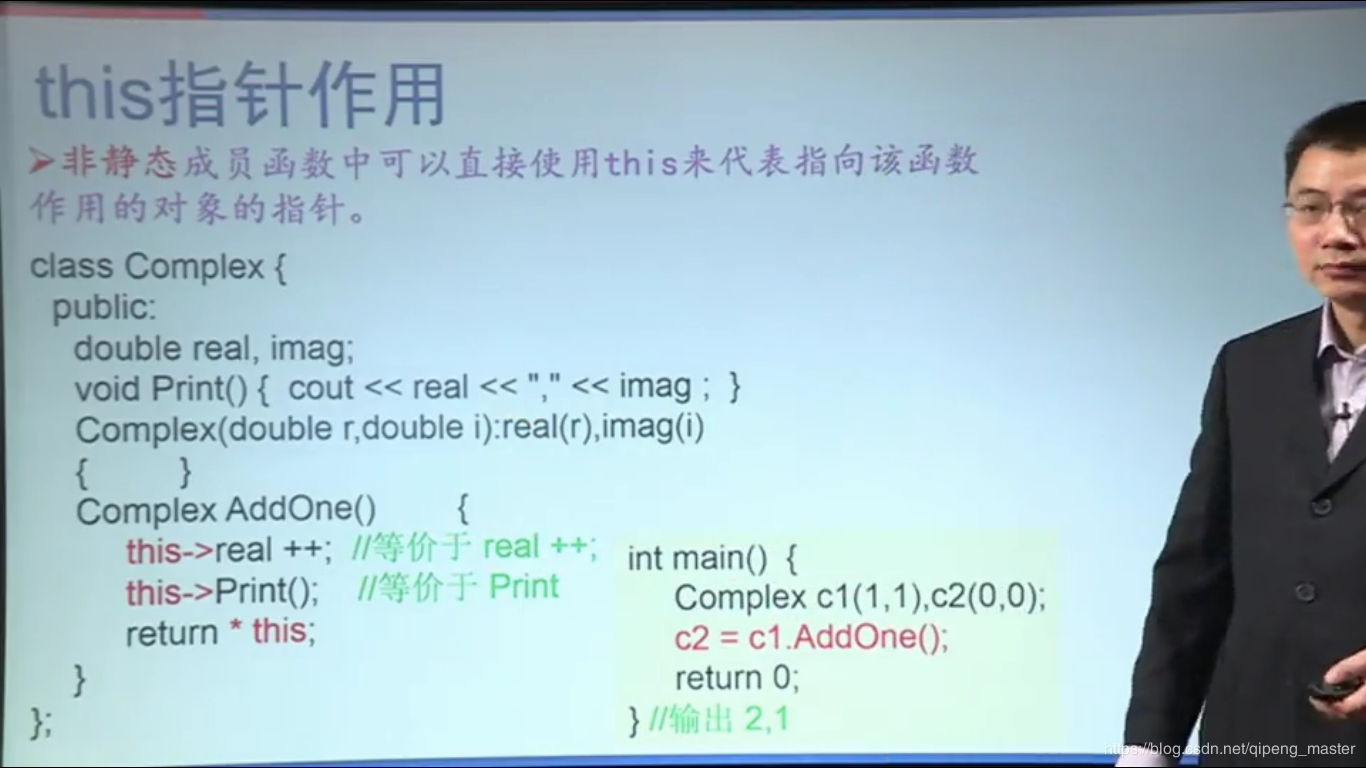 this指针作用
➢非静态成员函数中可以直接使用this来代表指向该函数
作用的对象的指针。
class Complex {
public:
double real, imag;
void Print() { cout << real << "," << imag ; }
Complex(double r,double i):real(r),imag(i)
{ }
Complex AddOne() {
this->real ++; //等价于 real ++;
this->Print(); //等价于 Print
return * this;
}
};
int main() {
Complex c1(1,1),c2(0,0);
c2 = c1.AddOne();
return 0;
} //输出 2,1
https://blog.csdn.net/qipeng_master